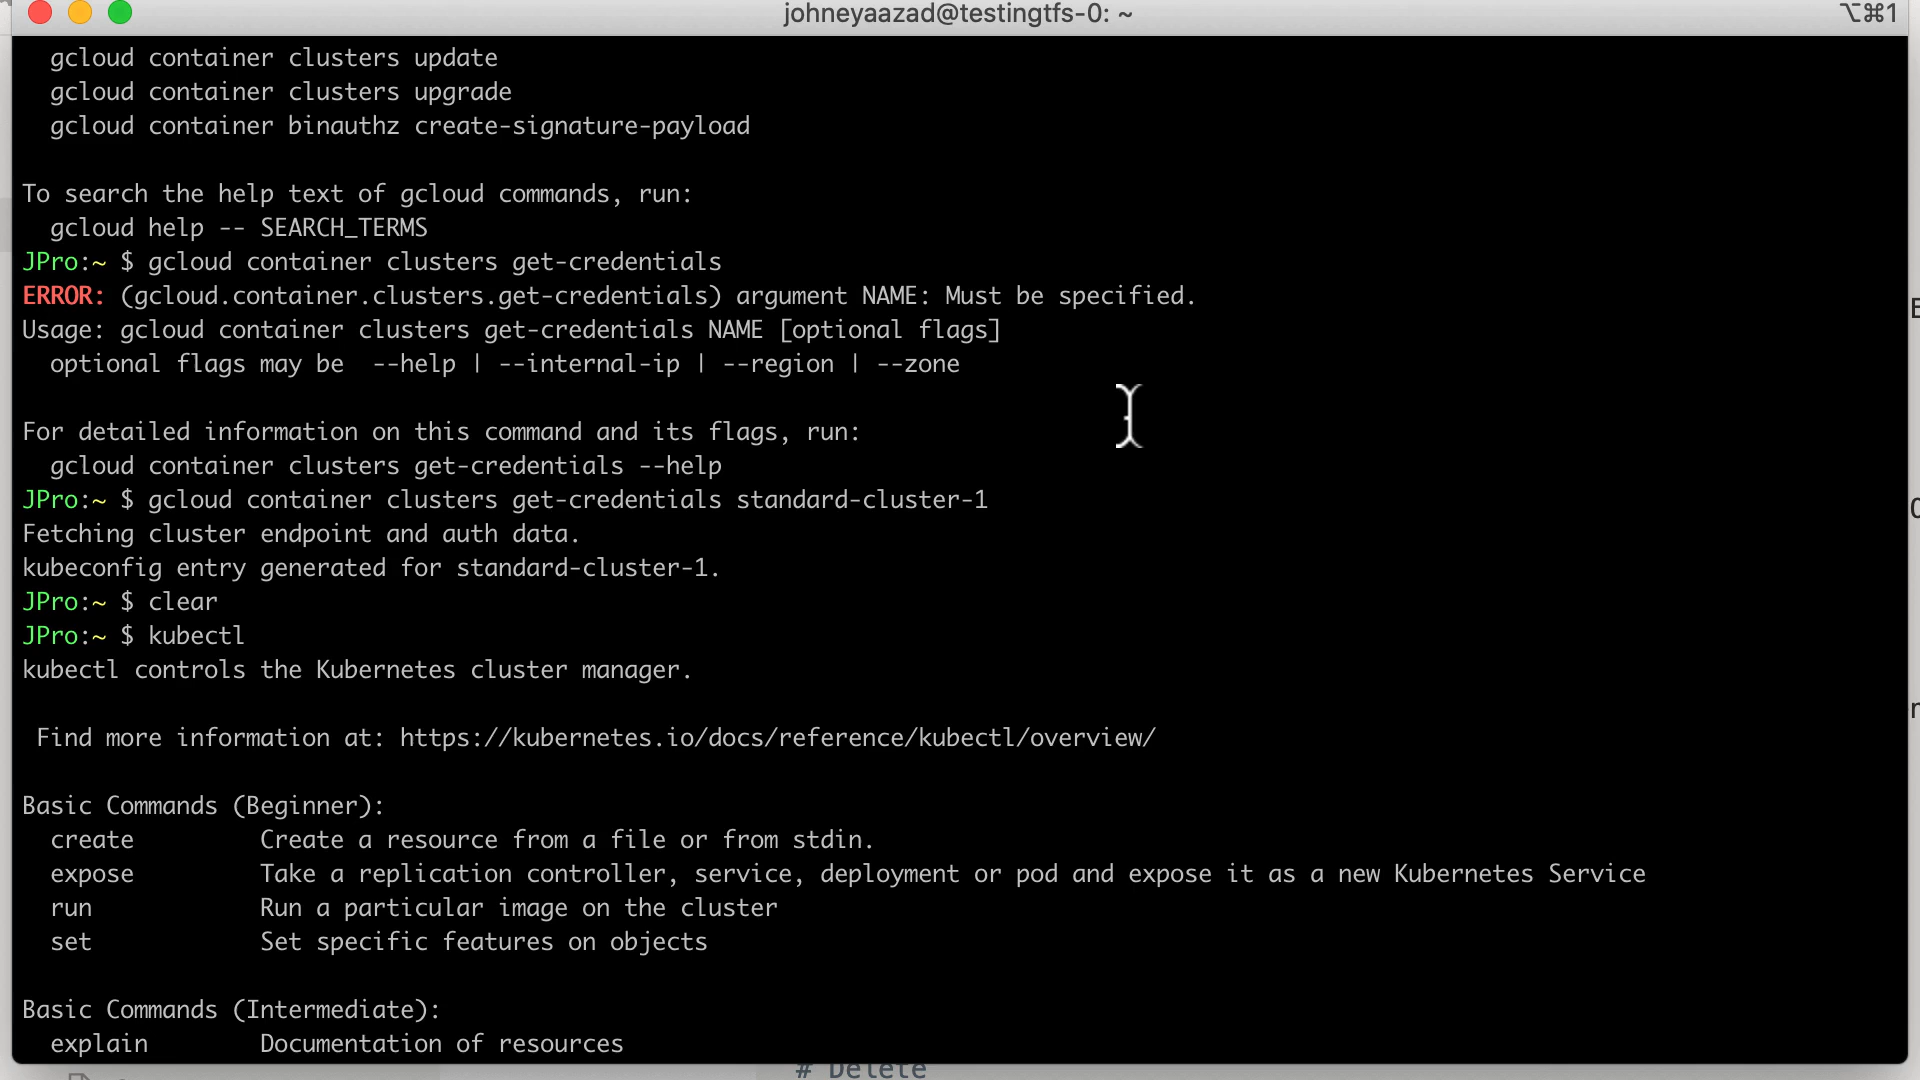 johneyaazad@testingtfs-0: ~
⌥⌘1
gcloud container clusters update
gcloud container clusters upgrade
gcloud container binauthz create-signature-payload
To search the help text of gcloud commands, run:
gcloud help -- SEARCH_TERMS
JPro:~ $ gcloud container clusters get-credentials
ERROR: (gcloud.container.clusters.get-credentials) argument NAME: Must be specified.
Usage: gcloud container clusters get-credentials NAME [optional flags]
optional flags may be  --help | --internal-ip | --region | --zone
For detailed information on this command and its flags, run:
gcloud container clusters get-credentials --help
JPro:~ $ gcloud container clusters get-credentials standard-cluster-1
Fetching cluster endpoint and auth data.
kubeconfig entry generated for standard-cluster-1.
JPro:~ $ clear
JPro:~ $ kubectl
kubectl controls the Kubernetes cluster manager.
Find more information at: https://kubernetes.io/docs/reference/kubectl/overview/
Basic Commands (Beginner):
create         Create a resource from a file or from stdin.
expose         Take a replication controller, service, deployment or pod and expose it as a new Kubernetes Service
run            Run a particular image on the cluster
set            Set specific features on objects
Basic Commands (Intermediate):
explain        Documentation of resources
# Delete